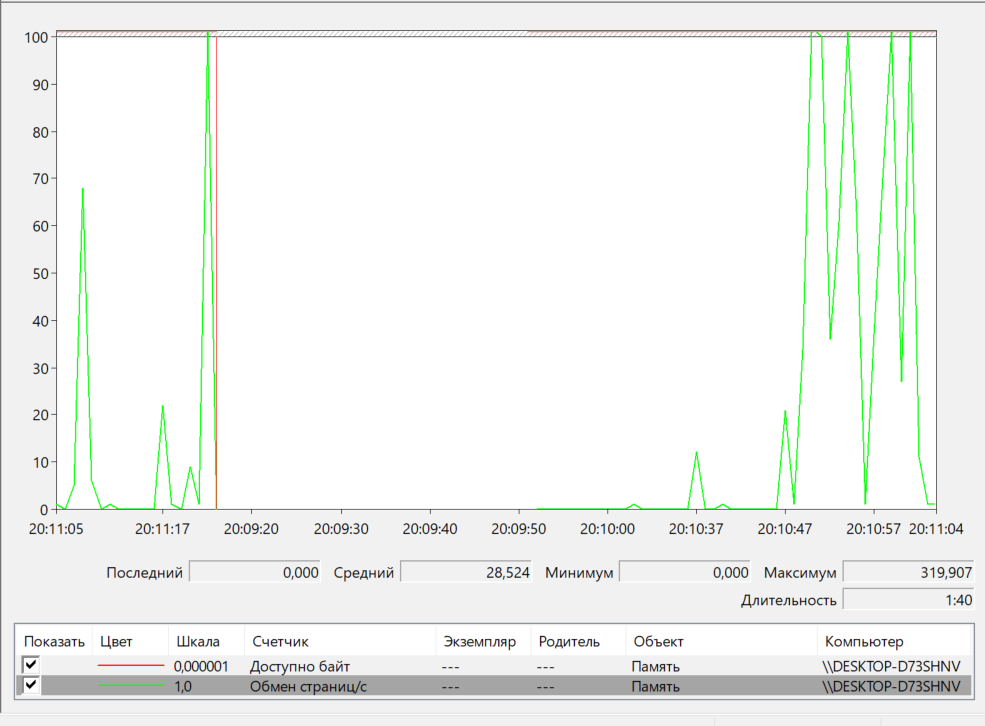 100
90
80
70
60
50
40
30
20
10
0
20:11:05 20:11:17 20:09:20 20:09:30 20:09:40 20:09:50 20:10:00 20:10:37 20:10:47 20:10:57 20:11:04
Последний 0,000 Средний 28,524 Минимум 0,000 Максимум 319,907
Длительность 1:40
Показать Цвет Шкала Счетчик Экземпляр Родитель Объект Компьютер
0,000001 Доступно байт --- --- Память \\DESKTOP-D73SHNV
1,0 Обмен страниц/с --- --- Память \\DESKTOP-D73SHNV